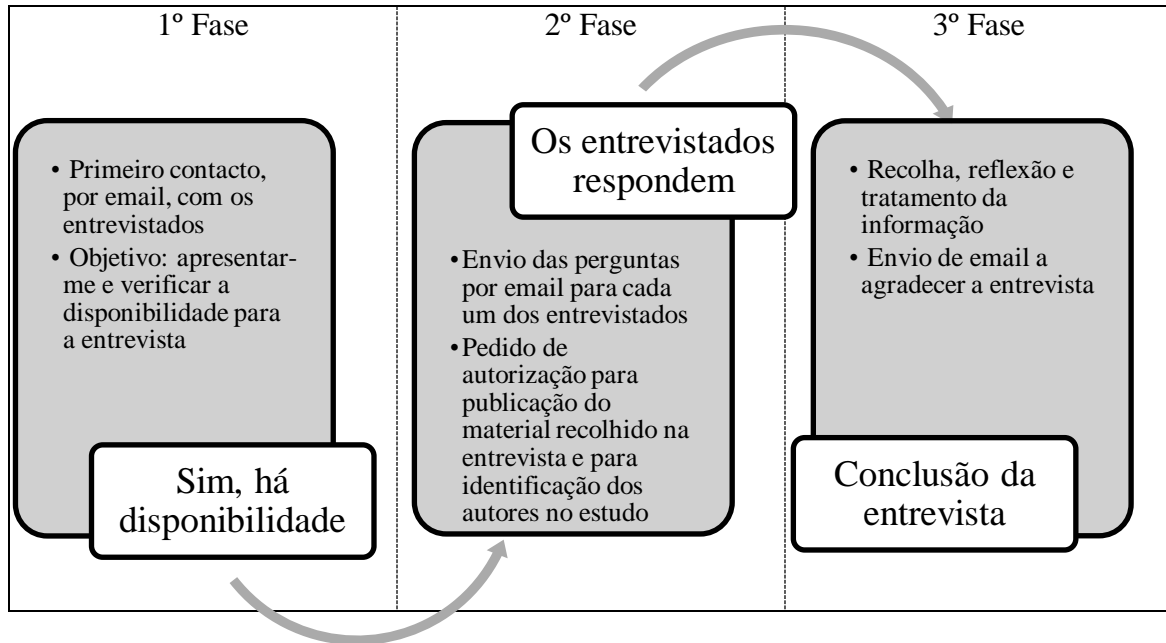 1º Fase
• Primeiro contacto,
por email, com os
entrevistados
• Objetivo: apresentar-
me e verificar a
disponibilidade para
a entrevista
Sim, há
disponibilidade
2º Fase
Os entrevistados
respondem
•Envio das perguntas
por email para cada
um dos entrevistados
•Pedido de
autorização para
publicação do
material recolhido na
entrevista e para
identificação dos
autores no estudo
3º Fase
• Recolha, reflexão e
tratamento da
informação
• Envio de email a
agradecer a entrevista
Conclusão da
entrevista